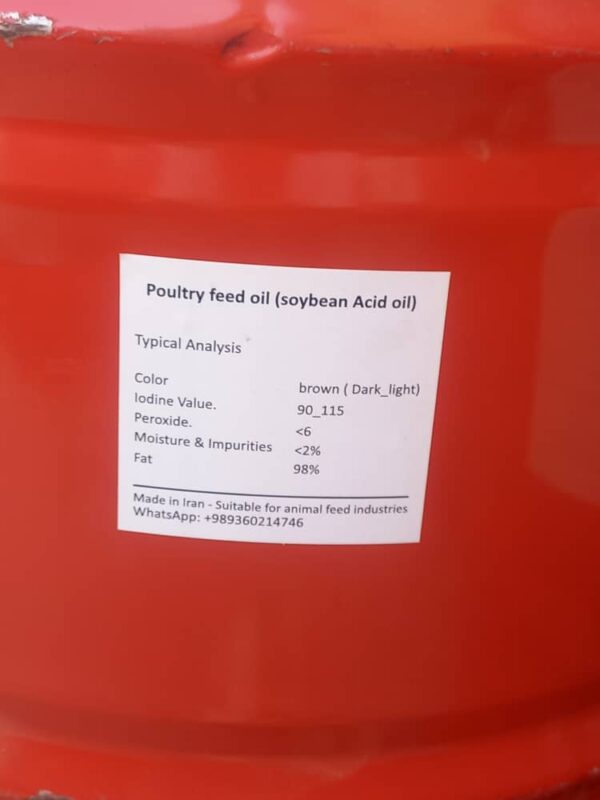 Poultry feed oil (soybean Acid oil)
Typical Analysis
Color brown ( Dark_light)
Iodine Value. 90_115
Peroxide. <6
Moisture & Impurities <2%
Fat 98%
Made in Iran - Suitable for animal feed industries
WhatsApp: +989360214746